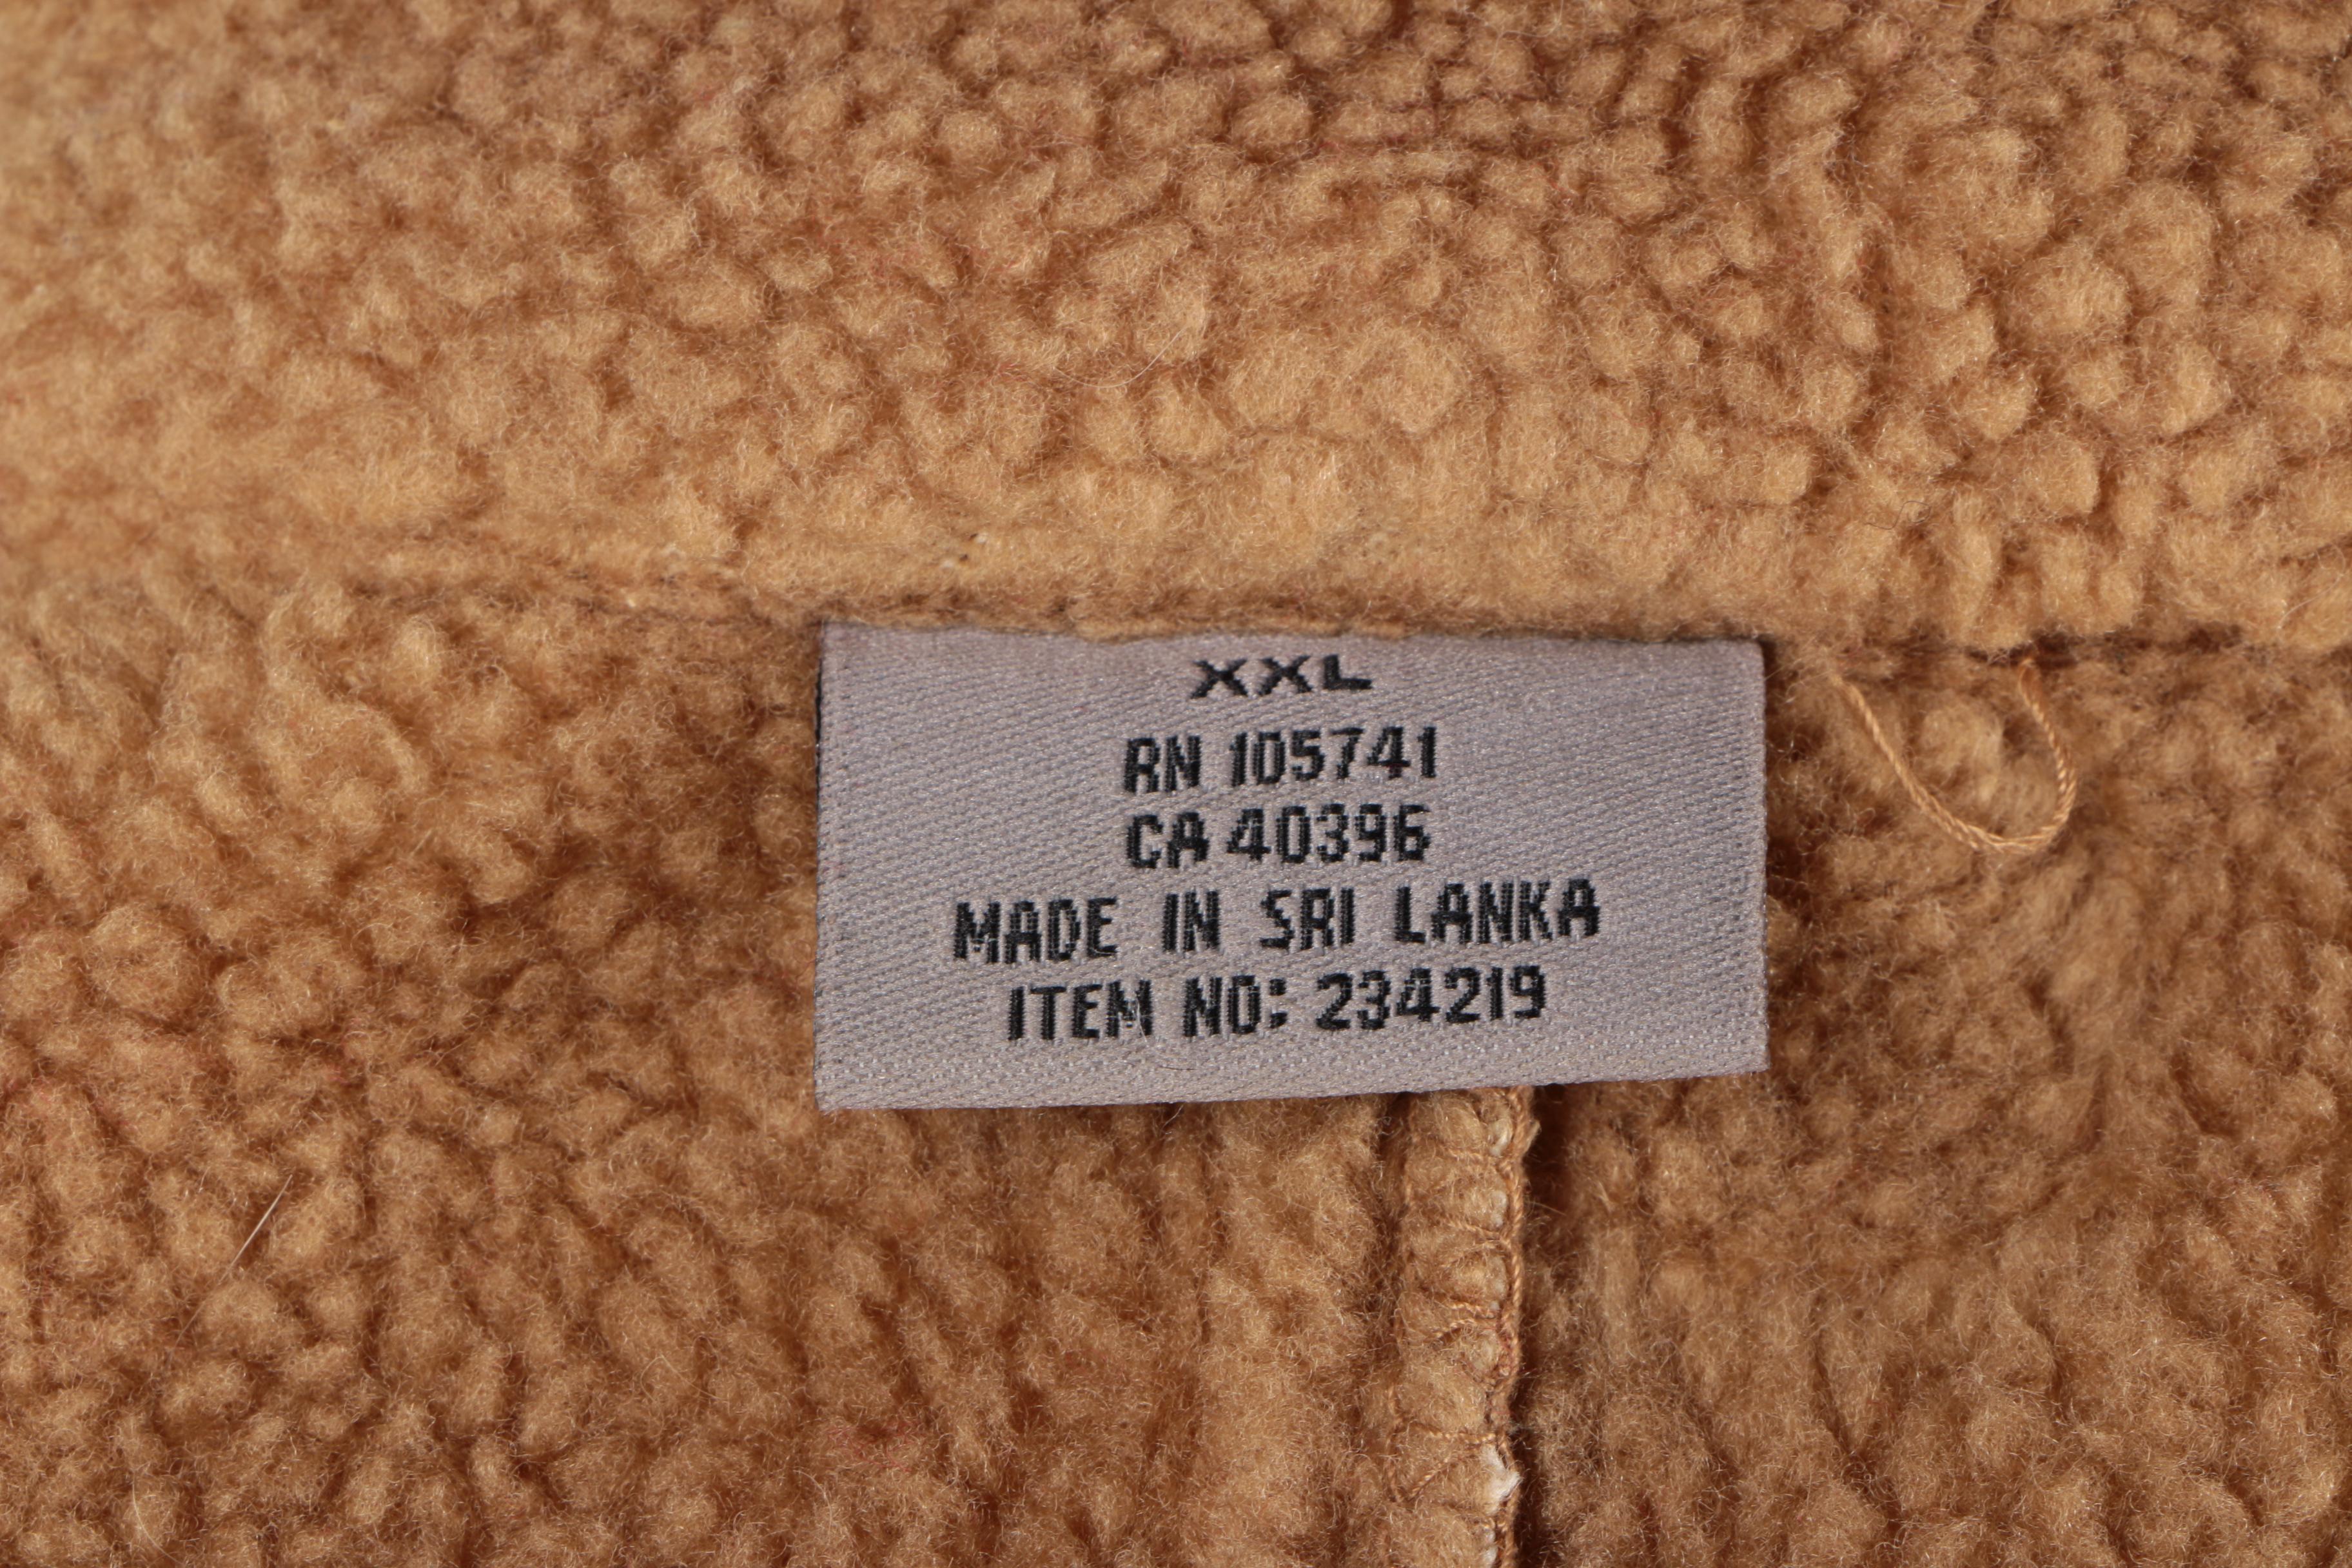 XXL
RN 105741
CA 40396
MADE IN SRI LANKA
ITEM NO: 234219